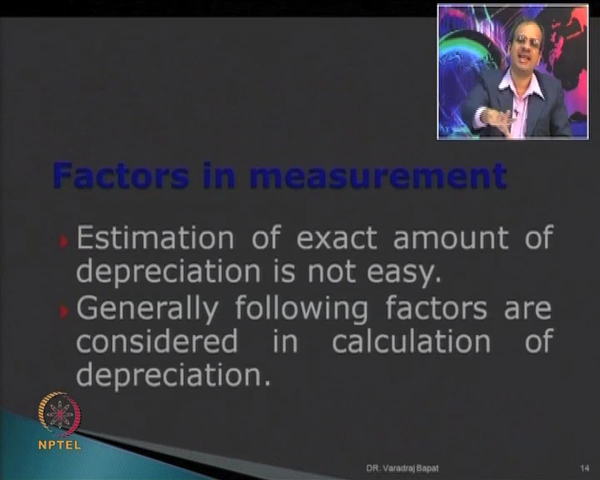 Factors in measurement
Estimation of exact amount of
depreciation is not easy.
Generally following factors are
considered in calculation of
depreciation.
NPTEL
DR. Varadraj Bapat
14